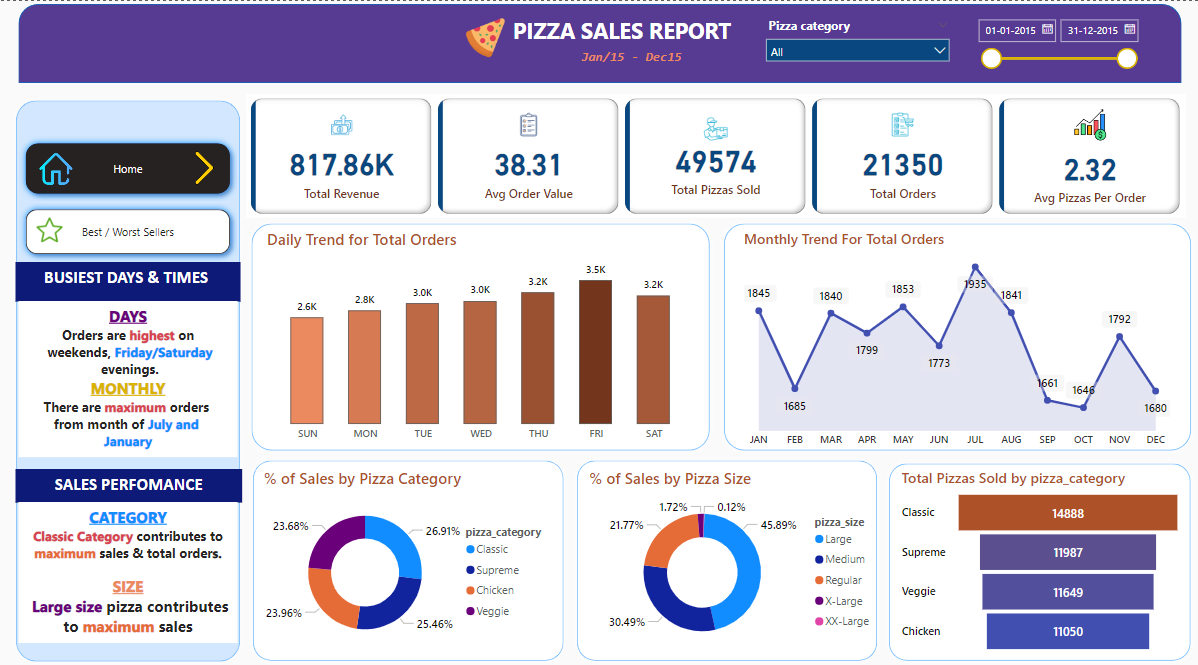 PIZZA SALES REPORT
Jan/15 - Dec15
Pizza category
All
01-01-2015
31-12-2015
Home
Best / Worst Sellers
BUSIEST DAYS & TIMES
DAYS
Orders are highest on
weekends, Friday/Saturday
evenings.
MONTHLY
There are maximum orders
from month of July and
January
SALES PERFOMANCE
CATEGORY
Classic Category contributes to
maximum sales & total orders.
SIZE
Large size pizza contributes
to maximum sales
817.86K
Total Revenue
38.31
Avg Order Value
49574
Total Pizzas Sold
21350
Total Orders
2.32
Avg Pizzas Per Order
Daily Trend for Total Orders
2.6K
2.8K
3.0K
3.0K
3.2K
3.5K
3.2K
SUN
MON
TUE
WED
THU
FRI
SAT
Monthly Trend For Total Orders
1845
1685
1840
1799
1853
1773
1935
1841
1661
1646
1792
1680
JAN
FEB
MAR
APR
MAY
JUN
JUL
AUG
SEP
OCT
NOV
DEC
% of Sales by Pizza Category
23.68%
26.91%
23.96%
25.46%
pizza_category
Classic
Supreme
Chicken
Veggie
% of Sales by Pizza Size
1.72%
0.12%
21.77%
45.89%
30.49%
pizza_size
Large
Medium
Regular
X-Large
XX-Large
Total Pizzas Sold by pizza_category
Classic 14888
Supreme 11987
Veggie 11649
Chicken 11050